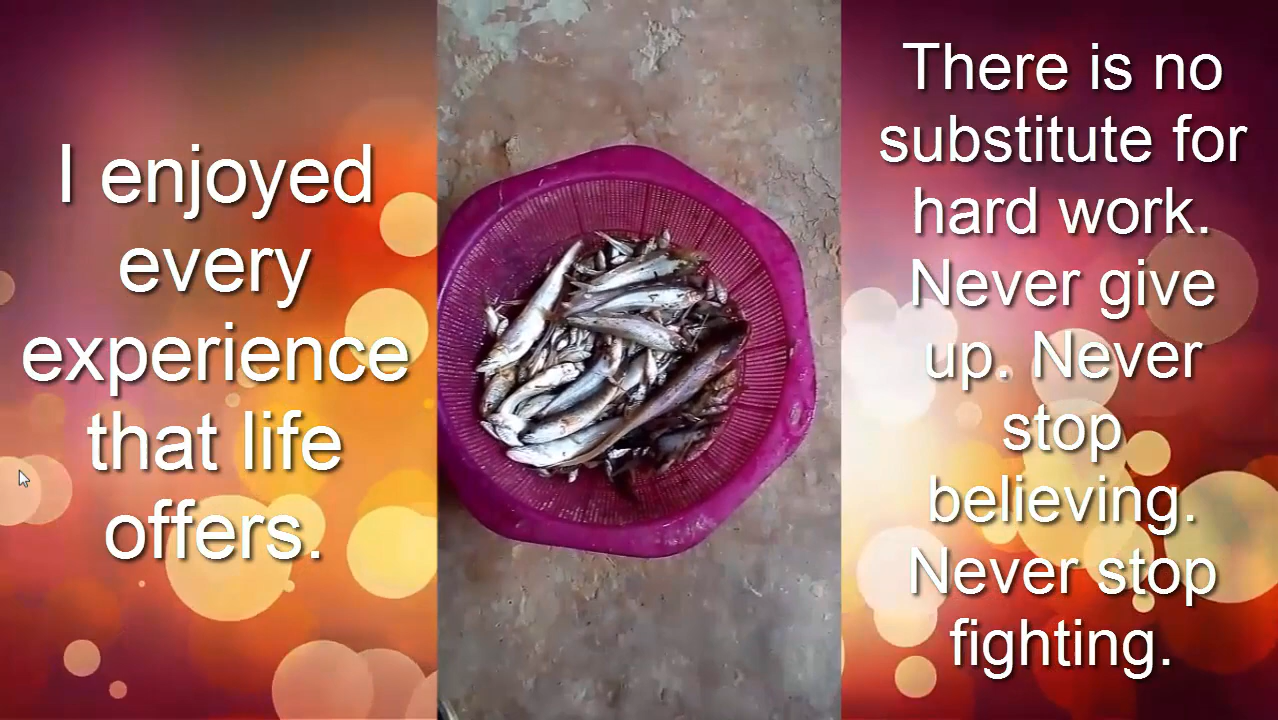 I enjoyed
every
experience
that life
offers.
There is no
substitute for
hard work.
Never give
up. Never
stop
believing.
Never stop
fighting.